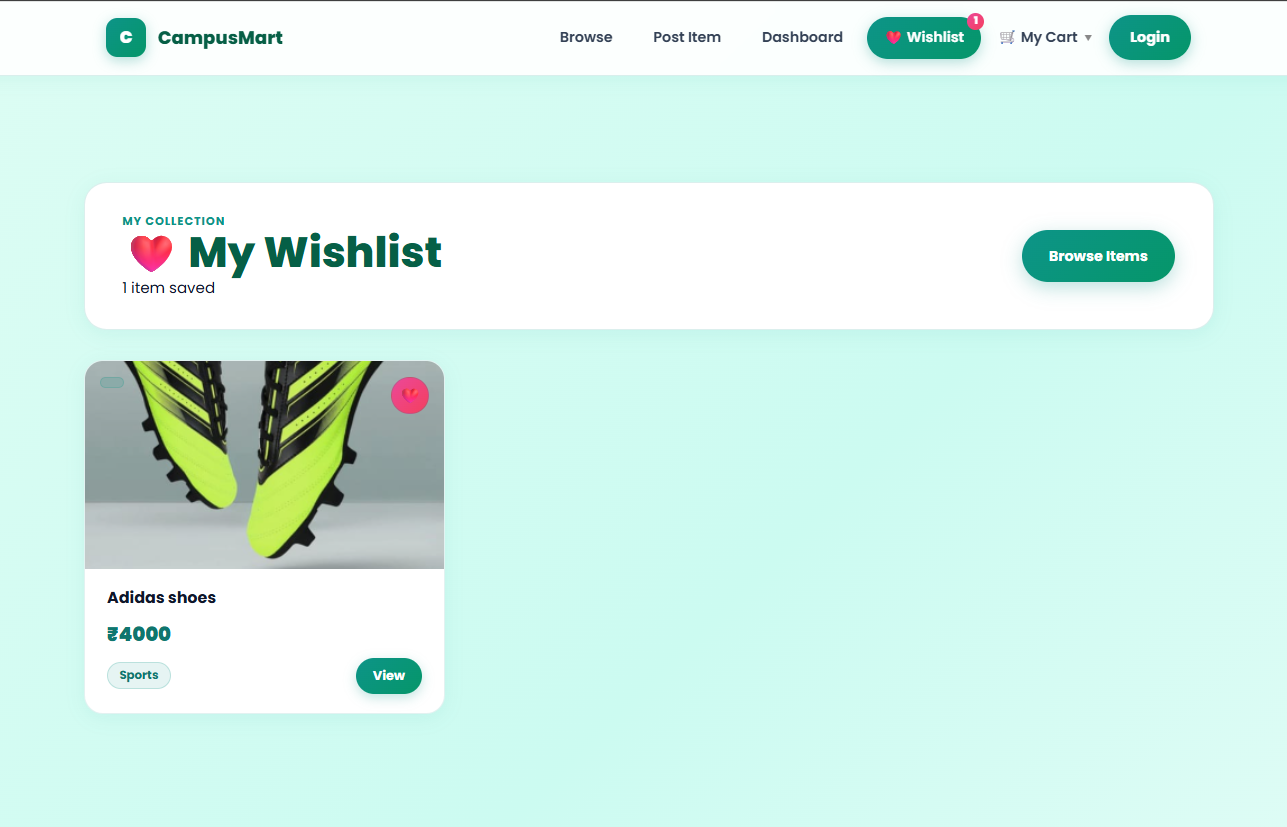 C CampusMart Browse Post Item Dashboard ❤️ Wishlist 1 🛒 My Cart ▼ Login
MY COLLECTION
❤️ My Wishlist
1 item saved
Browse Items
Adidas shoes
₹4000
Sports
View